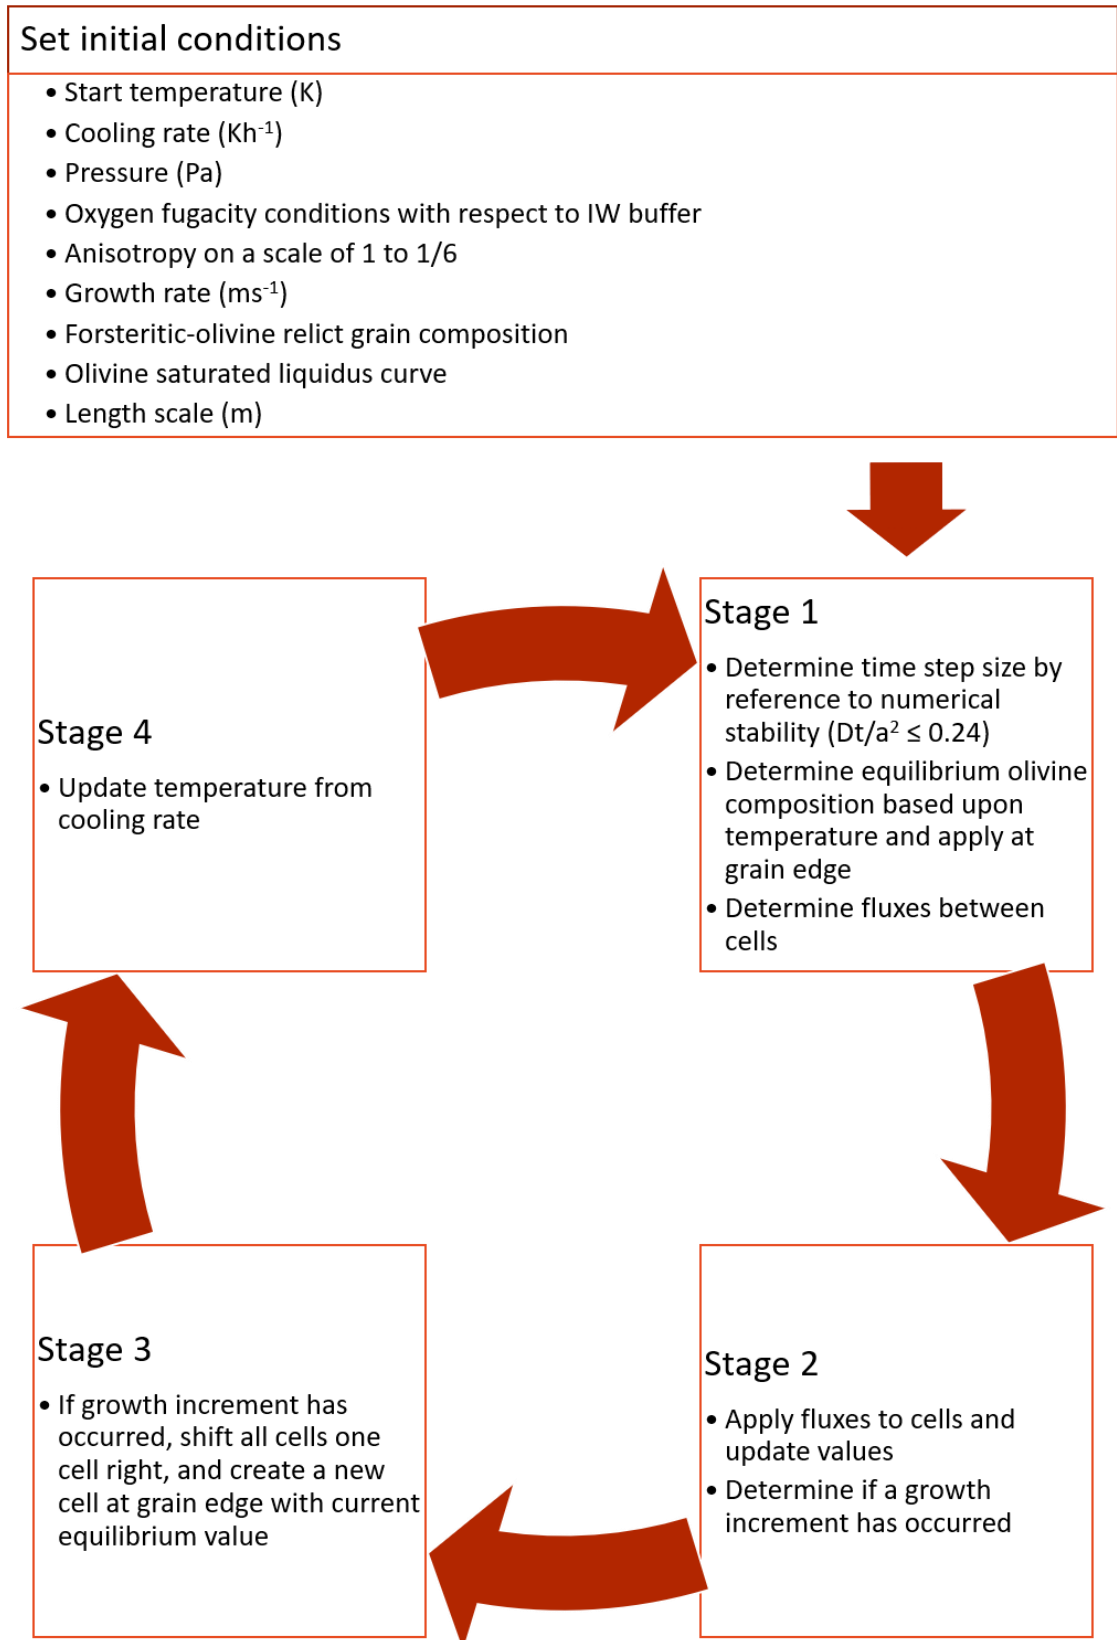 Set initial conditions
• Start temperature (K)
• Cooling rate (Kh⁻¹)
• Pressure (Pa)
• Oxygen fugacity conditions with respect to IW buffer
• Anisotropy on a scale of 1 to 1/6
• Growth rate (ms⁻¹)
• Forsteritic-olivine relict grain composition
• Olivine saturated liquidus curve
• Length scale (m)
Stage 1
• Determine time step size by
reference to numerical
stability (Dt/a² ≤ 0.24)
• Determine equilibrium olivine
composition based upon
temperature and apply at
grain edge
• Determine fluxes between
cells
Stage 2
• Apply fluxes to cells and
update values
• Determine if a growth
increment has occurred
Stage 3
• If growth increment has
occurred, shift all cells one
cell right, and create a new
cell at grain edge with current
equilibrium value
Stage 4
• Update temperature from
cooling rate